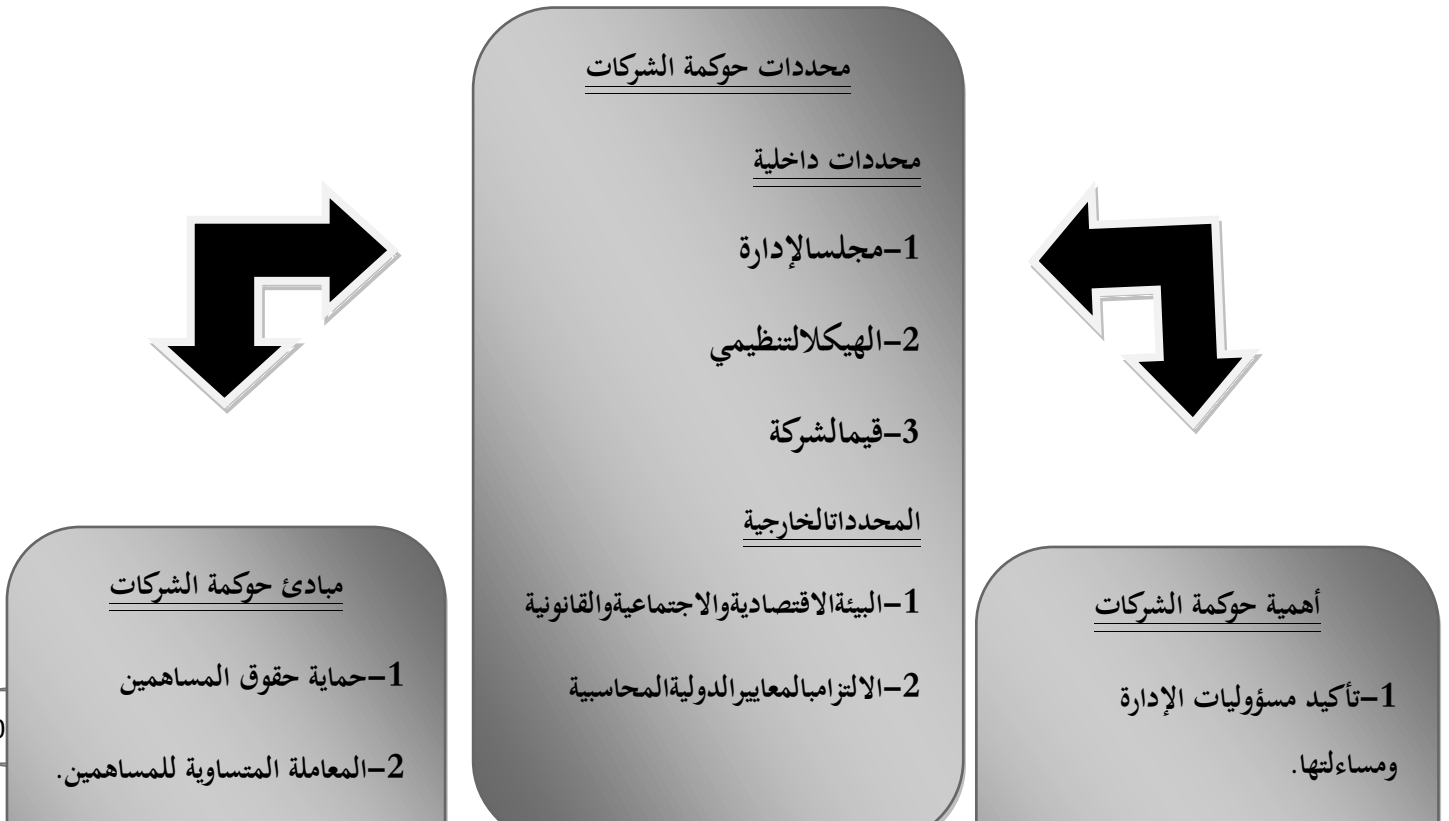 محددات حوكمة الشركات
محددات داخلية
1-مجلسالإدارة
2-الهيكلالتنظيمي
3-قيمالشركة
المحدداتالخارجية
1-البيئةالاقتصاديةوالاجتماعيةوالقانونية
2-الالتزامبالمعاييرالدوليةالمحاسبية
أهمية حوكمة الشركات
1-تأكيد مسؤوليات الإدارة
ومساءلتها.
مبادئ حوكمة الشركات
1-حماية حقوق المساهمين
2-المعاملة المتساوية للمساهمين.